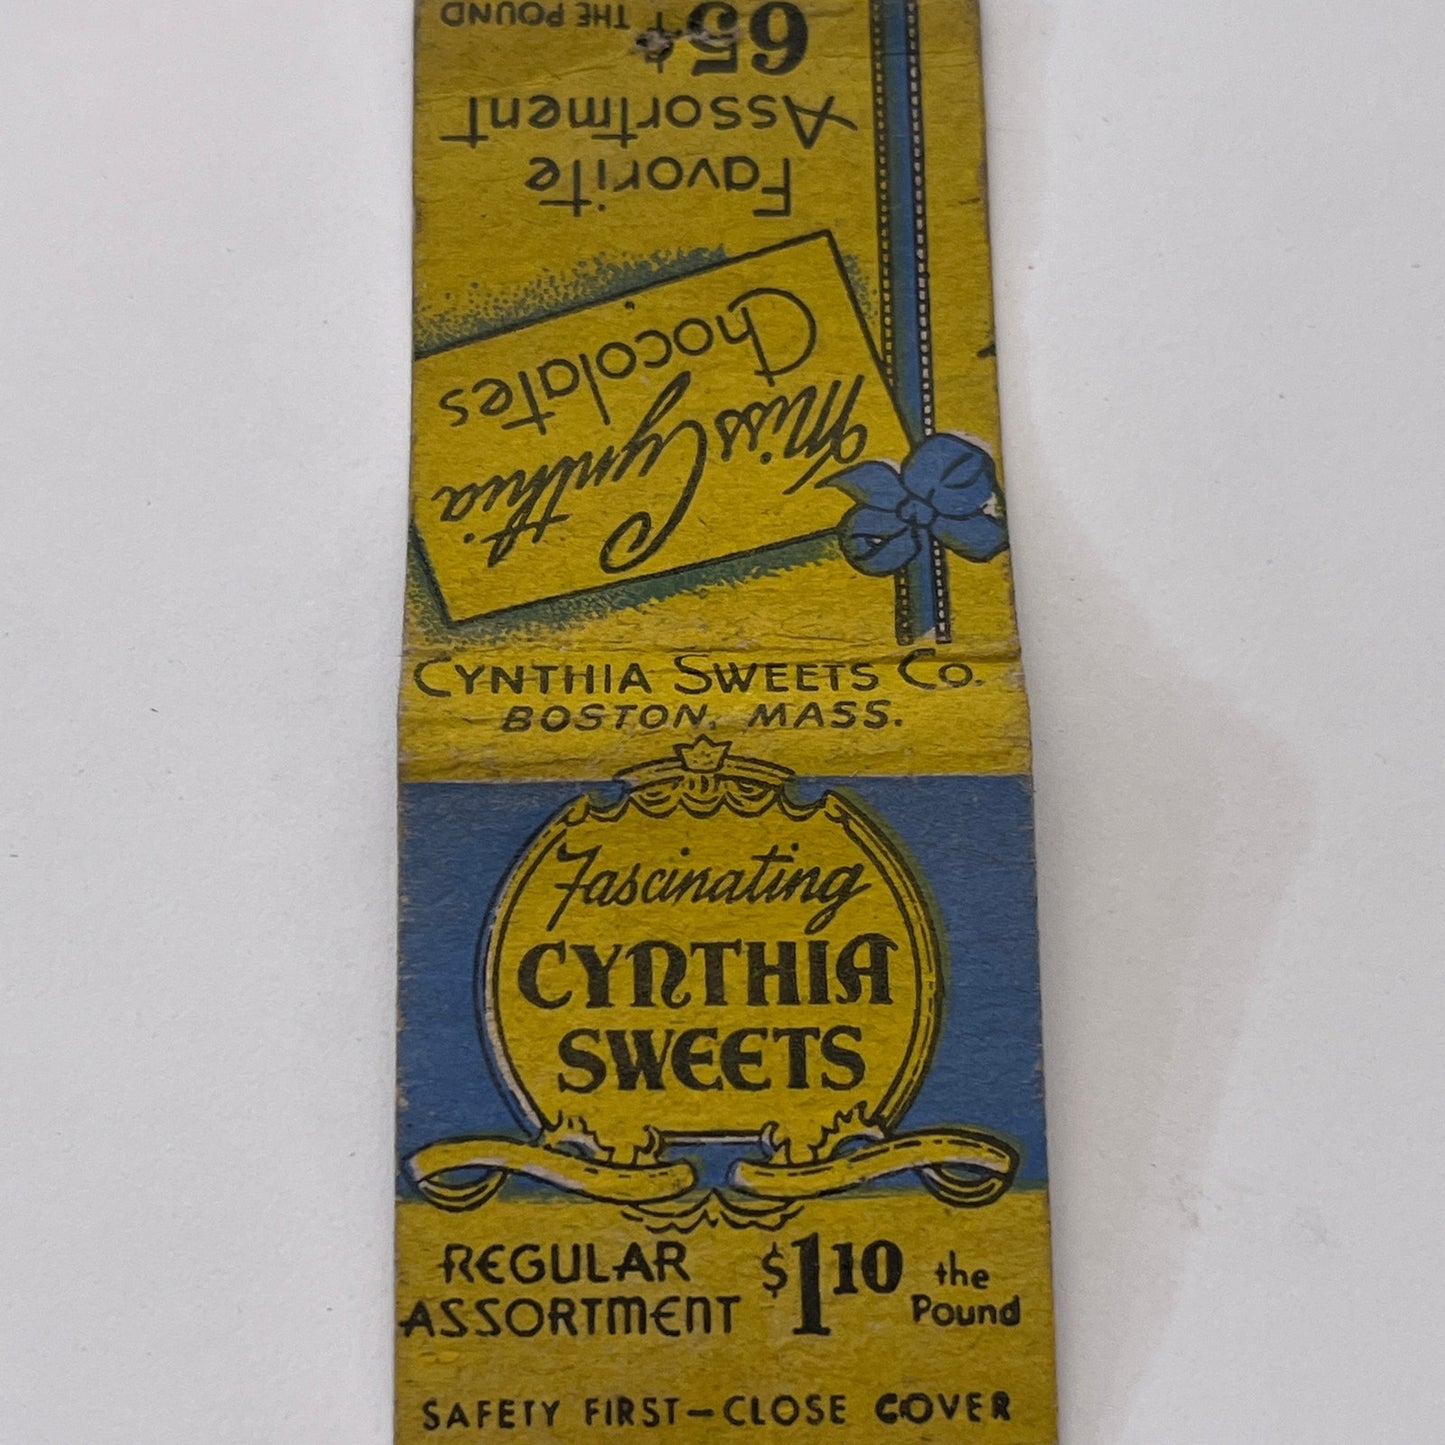 Miss Cynthia
Chocolates
Favorite
Assortment
65¢ THE POUND
CYNTHIA SWEETS CO.
BOSTON, MASS.
Fascinating
CYNTHIA
SWEETS
REGULAR
ASSORTMENT
$1 10 the
Pound
SAFETY FIRST—CLOSE COVER